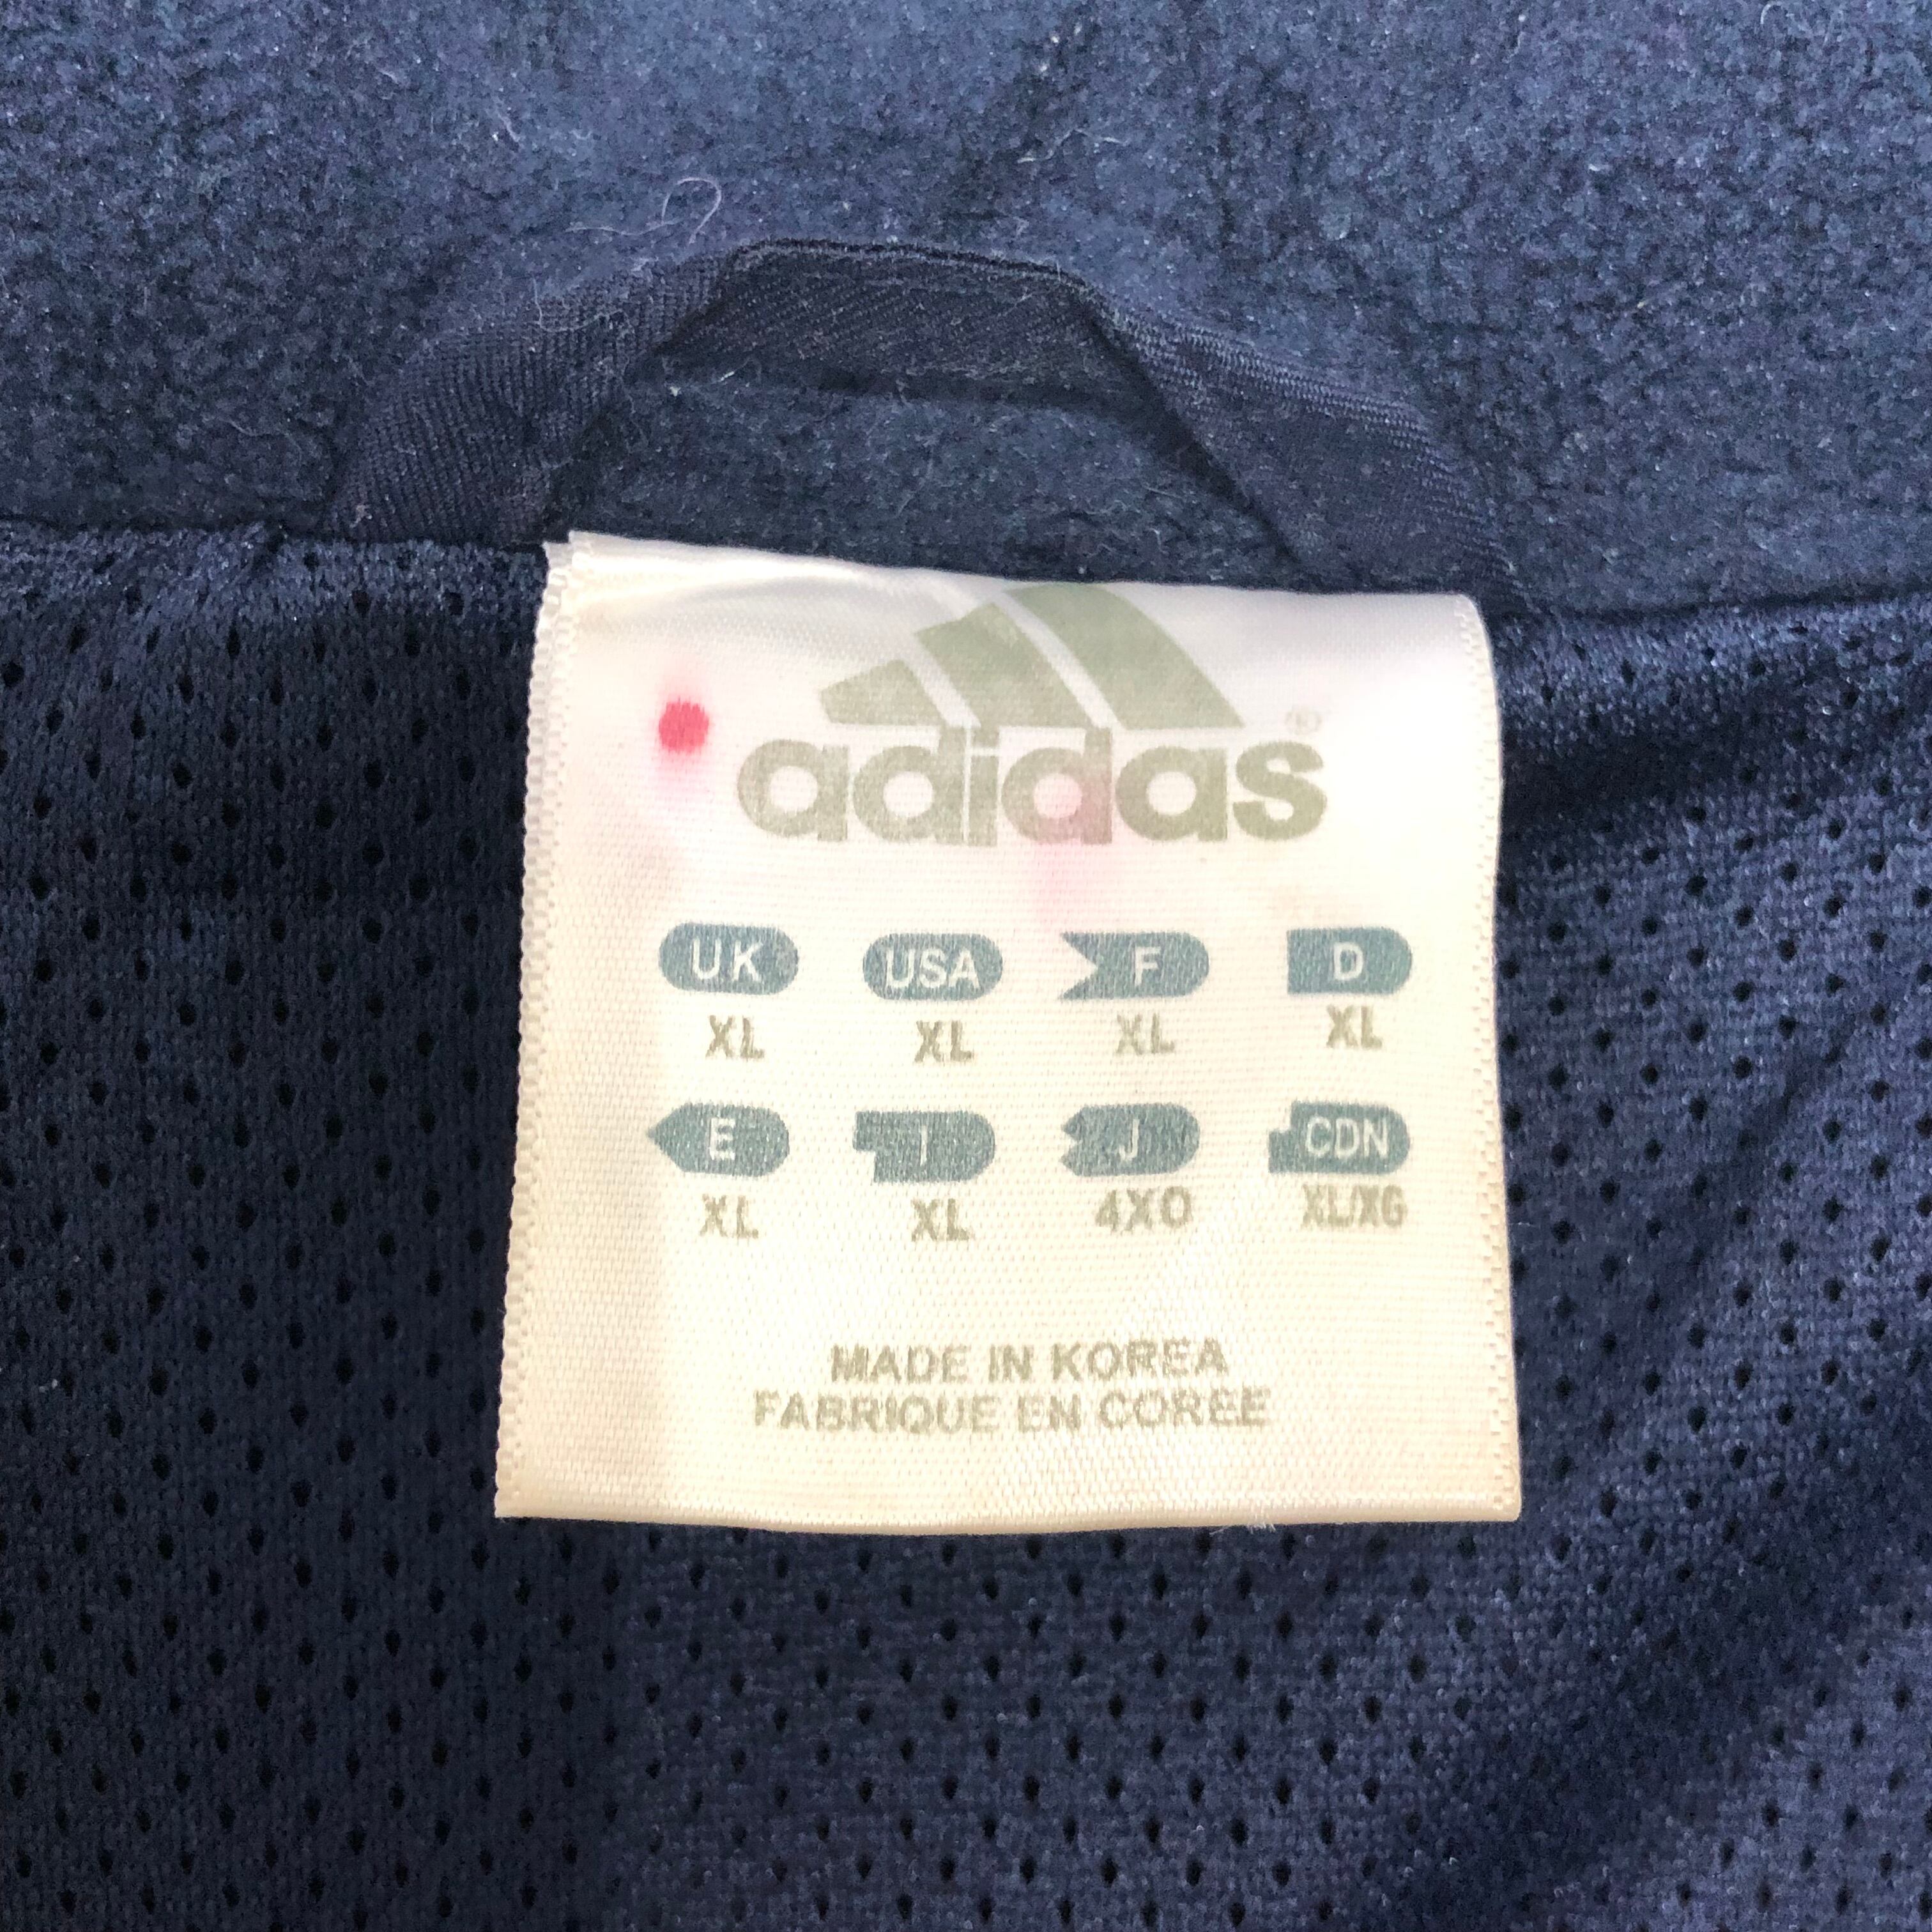 adidas®
UK USA F D
XL XL XL XL
E I J CDN
XL XL 4XO XL/XG
MADE IN KOREA
FABRIQUE EN COREE